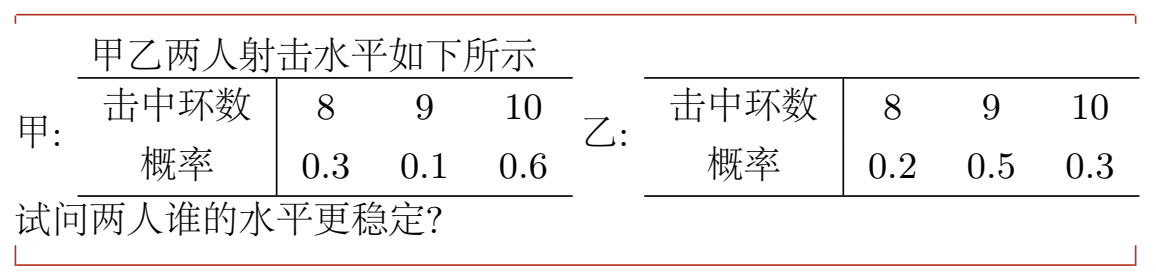 甲乙两人射击水平如下所示
甲: 击中环数 8 9 10 乙: 击中环数 8 9 10
概率 0.3 0.1 0.6 概率 0.2 0.5 0.3
试问两人谁的水平更稳定?